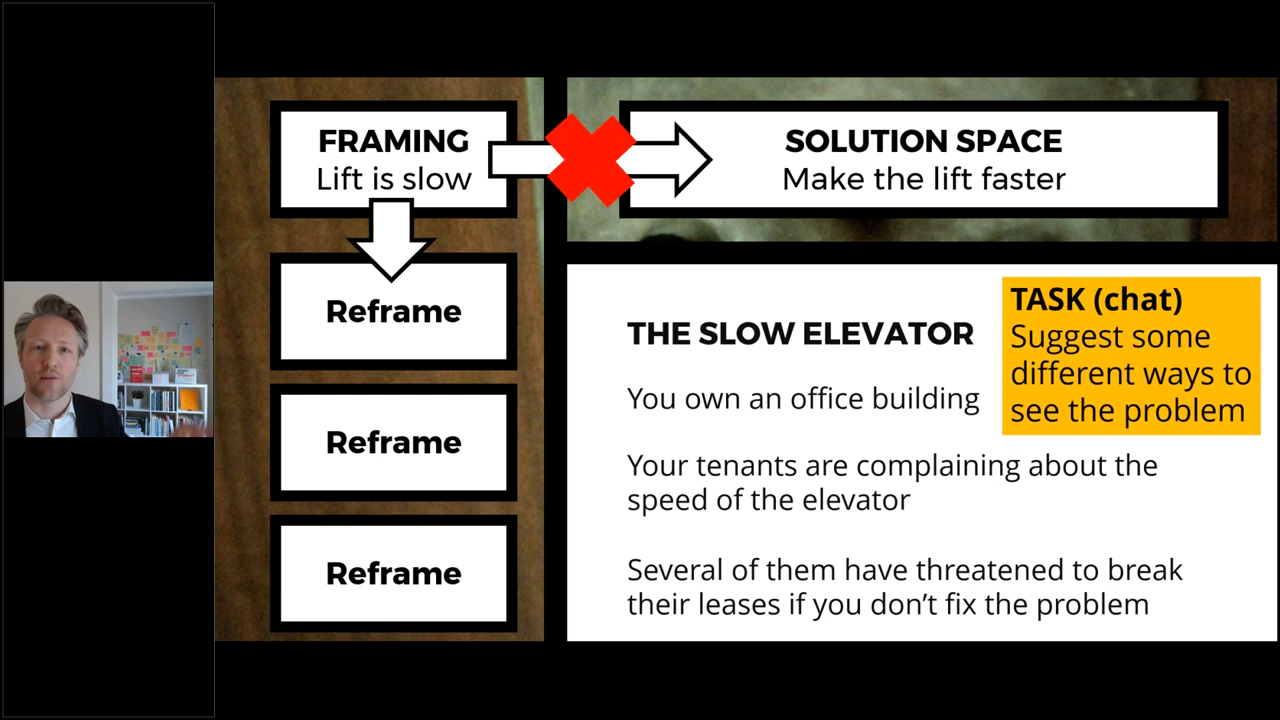 FRAMING
Lift is slow
SOLUTION SPACE
Make the lift faster
Reframe
Reframe
Reframe
THE SLOW ELEVATOR
You own an office building
Your tenants are complaining about the
speed of the elevator
Several of them have threatened to break
their leases if you don’t fix the problem
TASK (chat)
Suggest some
different ways to
see the problem